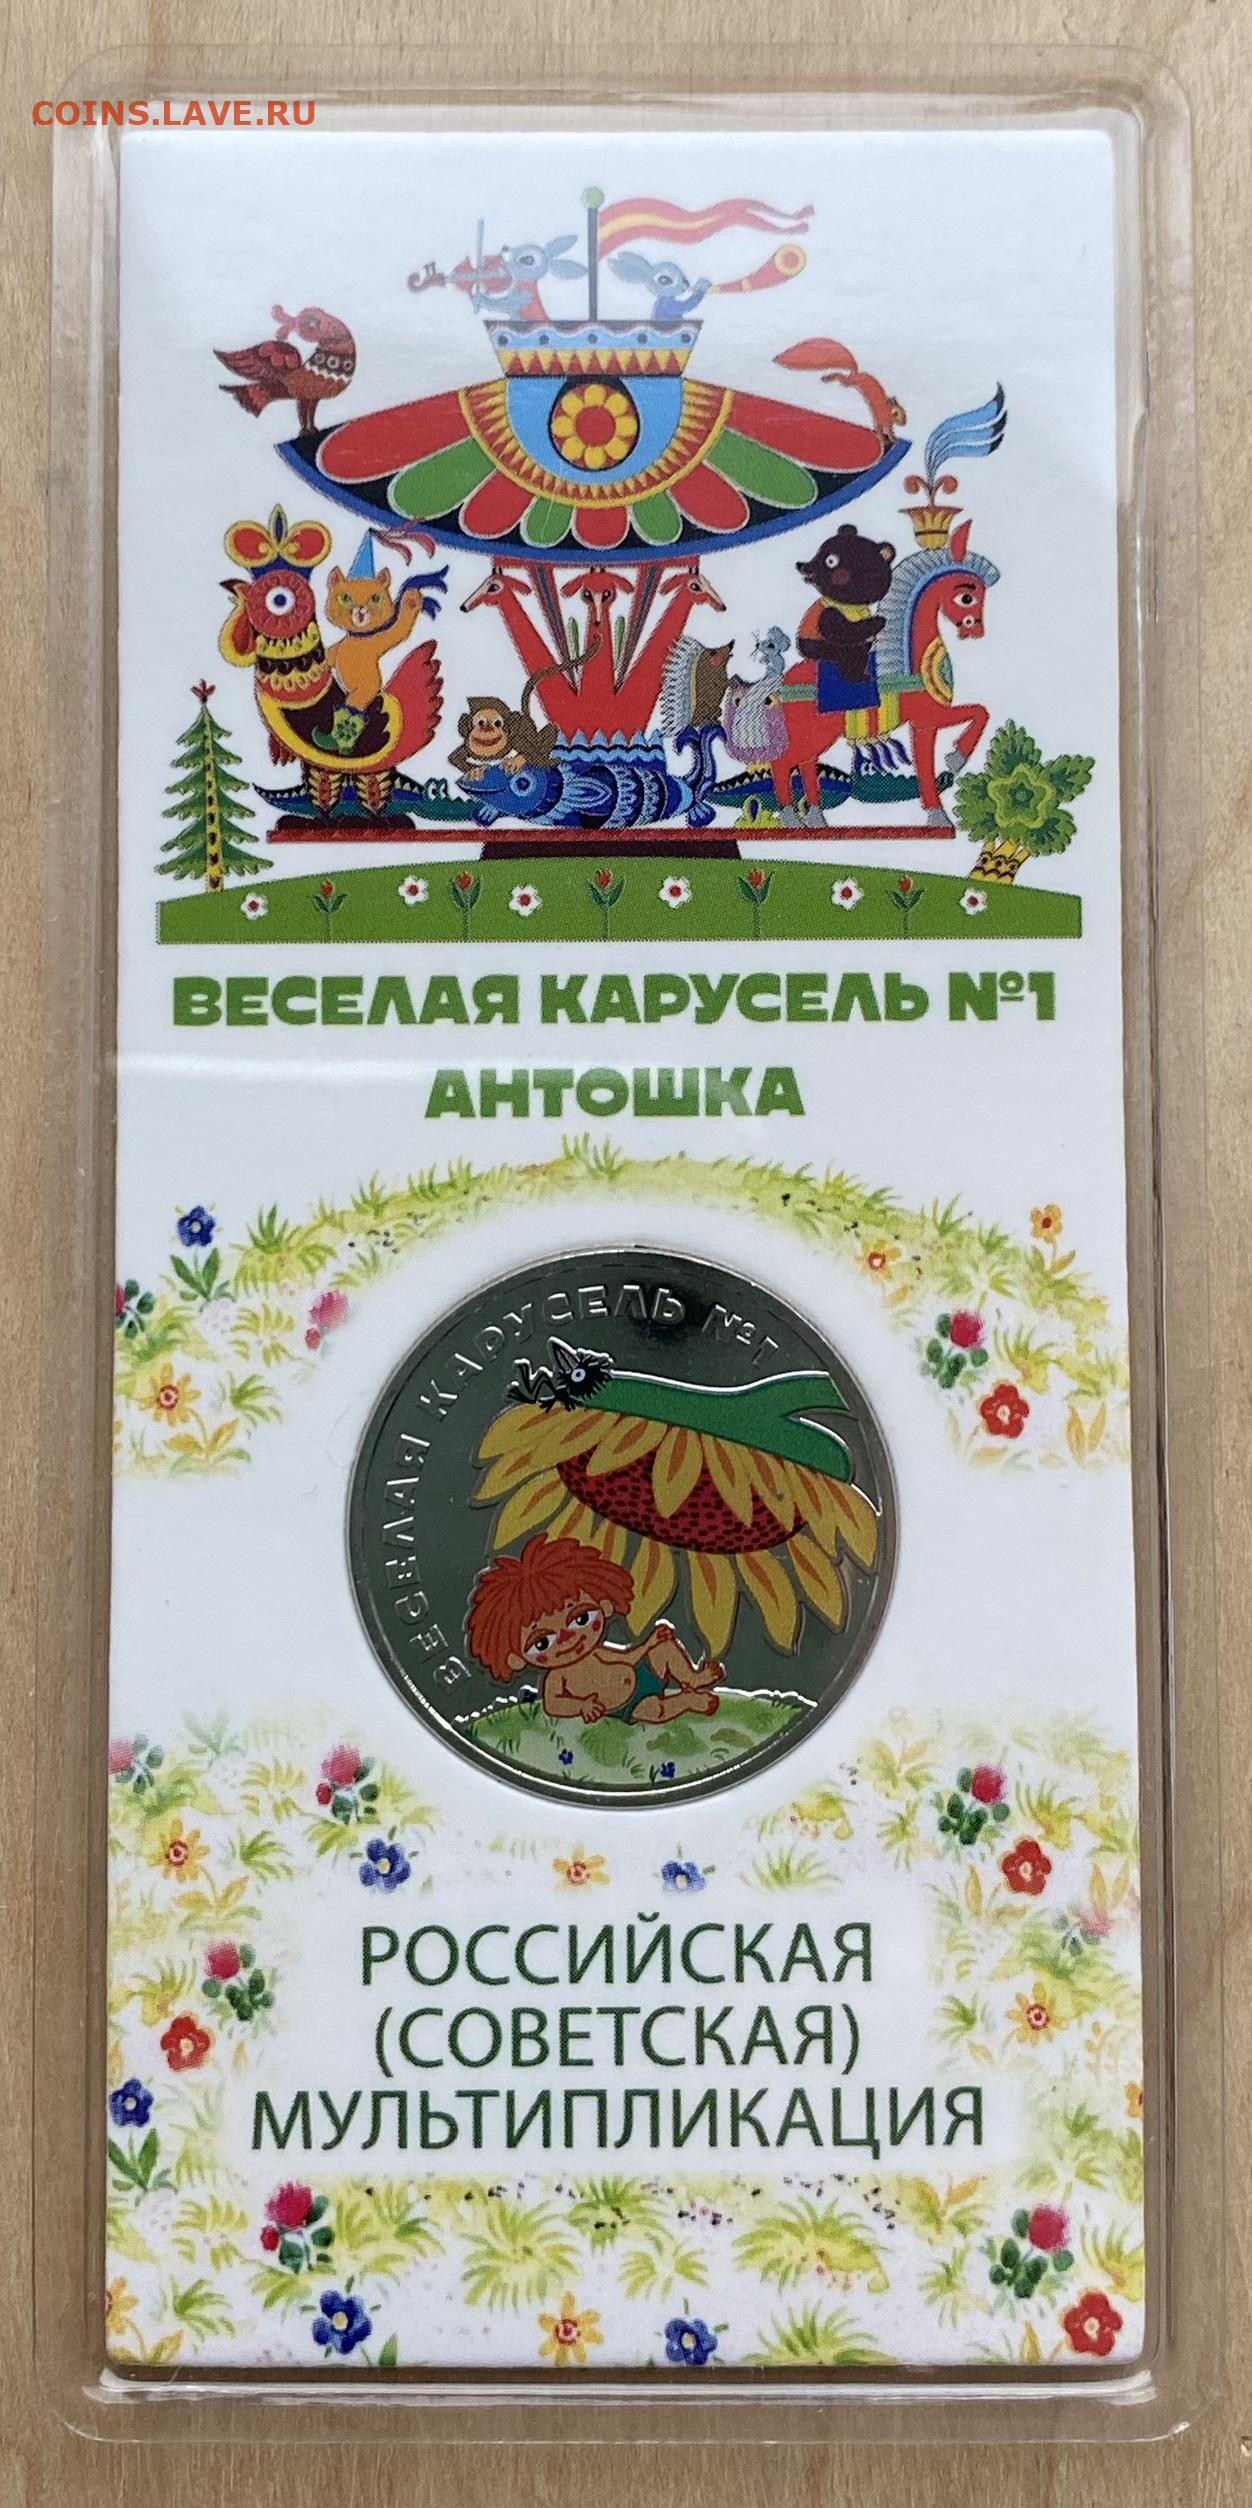 COINS.LAVE.RU
ВЕСЕЛАЯ КАРУСЕЛЬ №1
АНТОШКА
ВЕСЕЛАЯ КАРУСЕЛЬ №1
РОССИЙСКАЯ
(СОВЕТСКАЯ)
МУЛЬТИПЛИКАЦИЯ